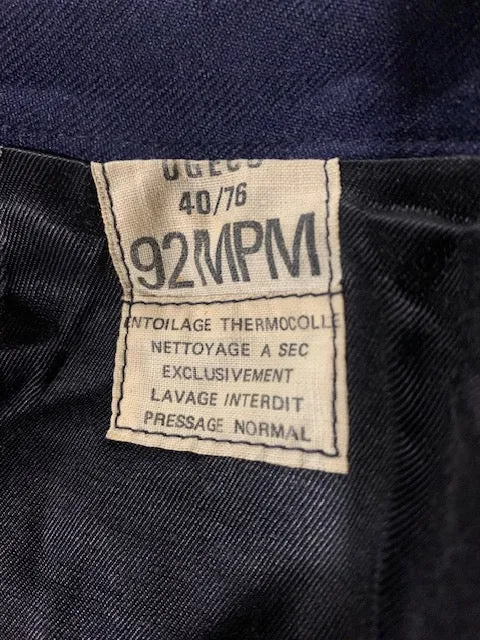 40/76
92MPM
ENTOILAGE THERMOCOLLE
NETTOYAGE A SEC
EXCLUSIVEMENT
LAVAGE INTERDIT
PRESSAGE NORMAL